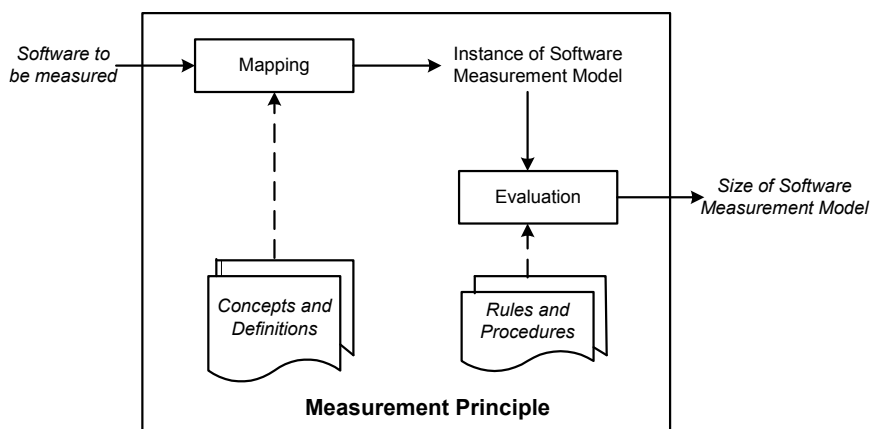 Software to
be measured
Mapping
Instance of Software
Measurement Model
Evaluation
Size of Software
Measurement Model
Concepts and
Definitions
Rules and
Procedures
Measurement Principle